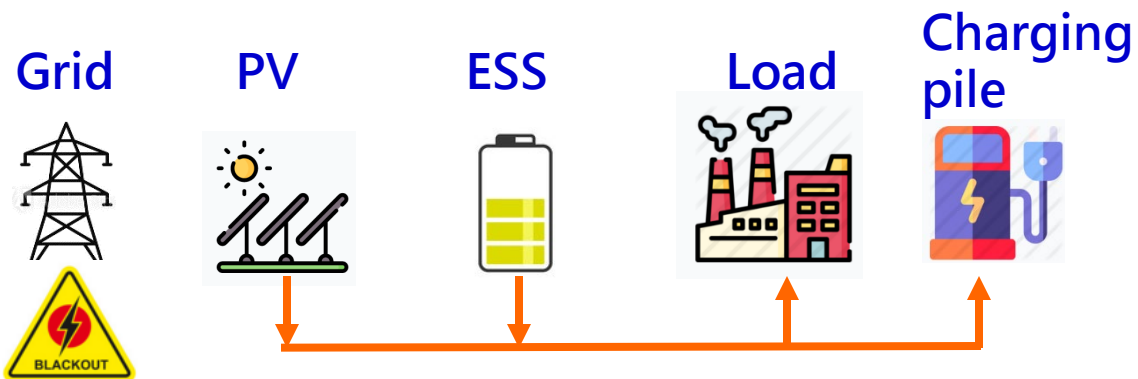 Grid
PV
ESS
Load
Charging
pile
BLACKOUT